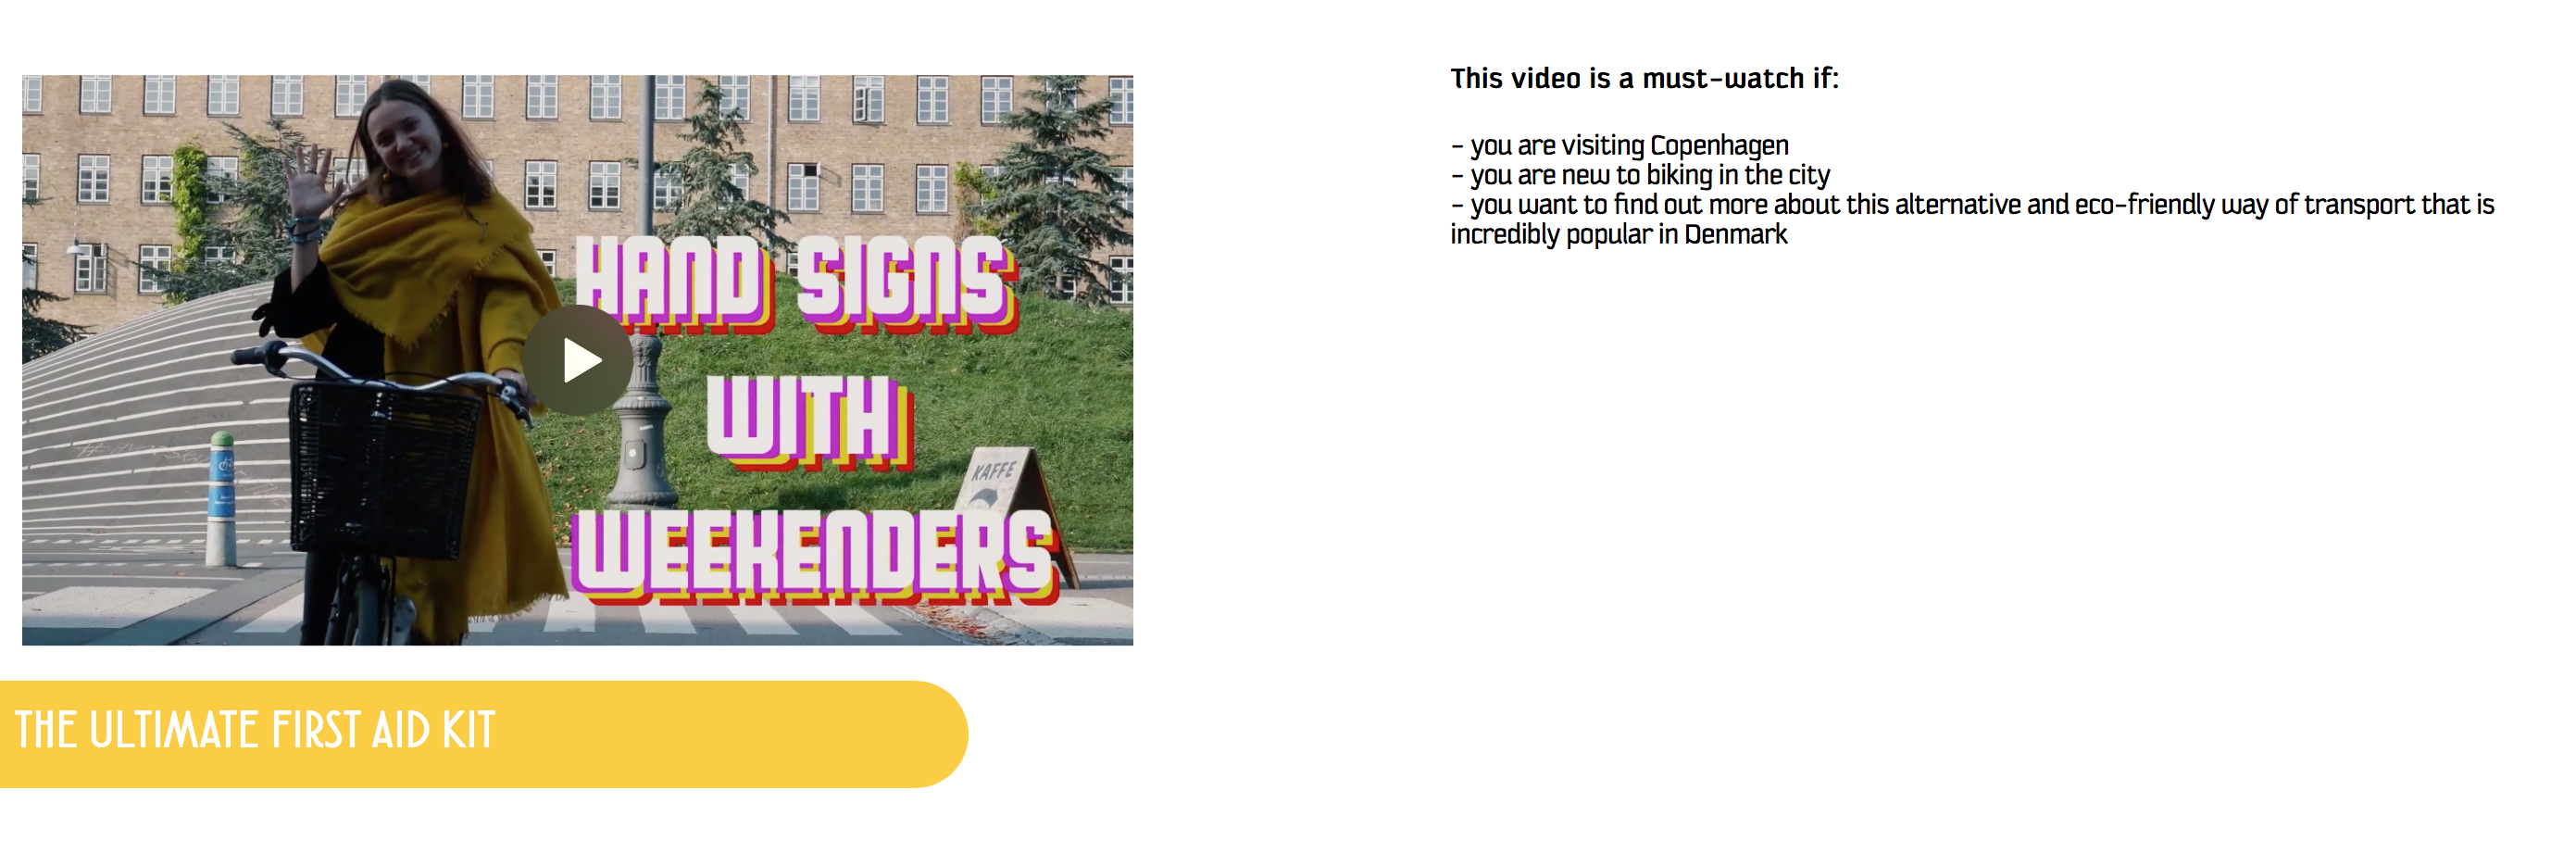 HAND SIGNS
WITH
WEEKENDERS
KAFFE
THE ULTIMATE FIRST AID KIT
This video is a must-watch if:
- you are visiting Copenhagen
- you are new to biking in the city
- you want to find out more about this alternative and eco-friendly way of transport that is
incredibly popular in Denmark